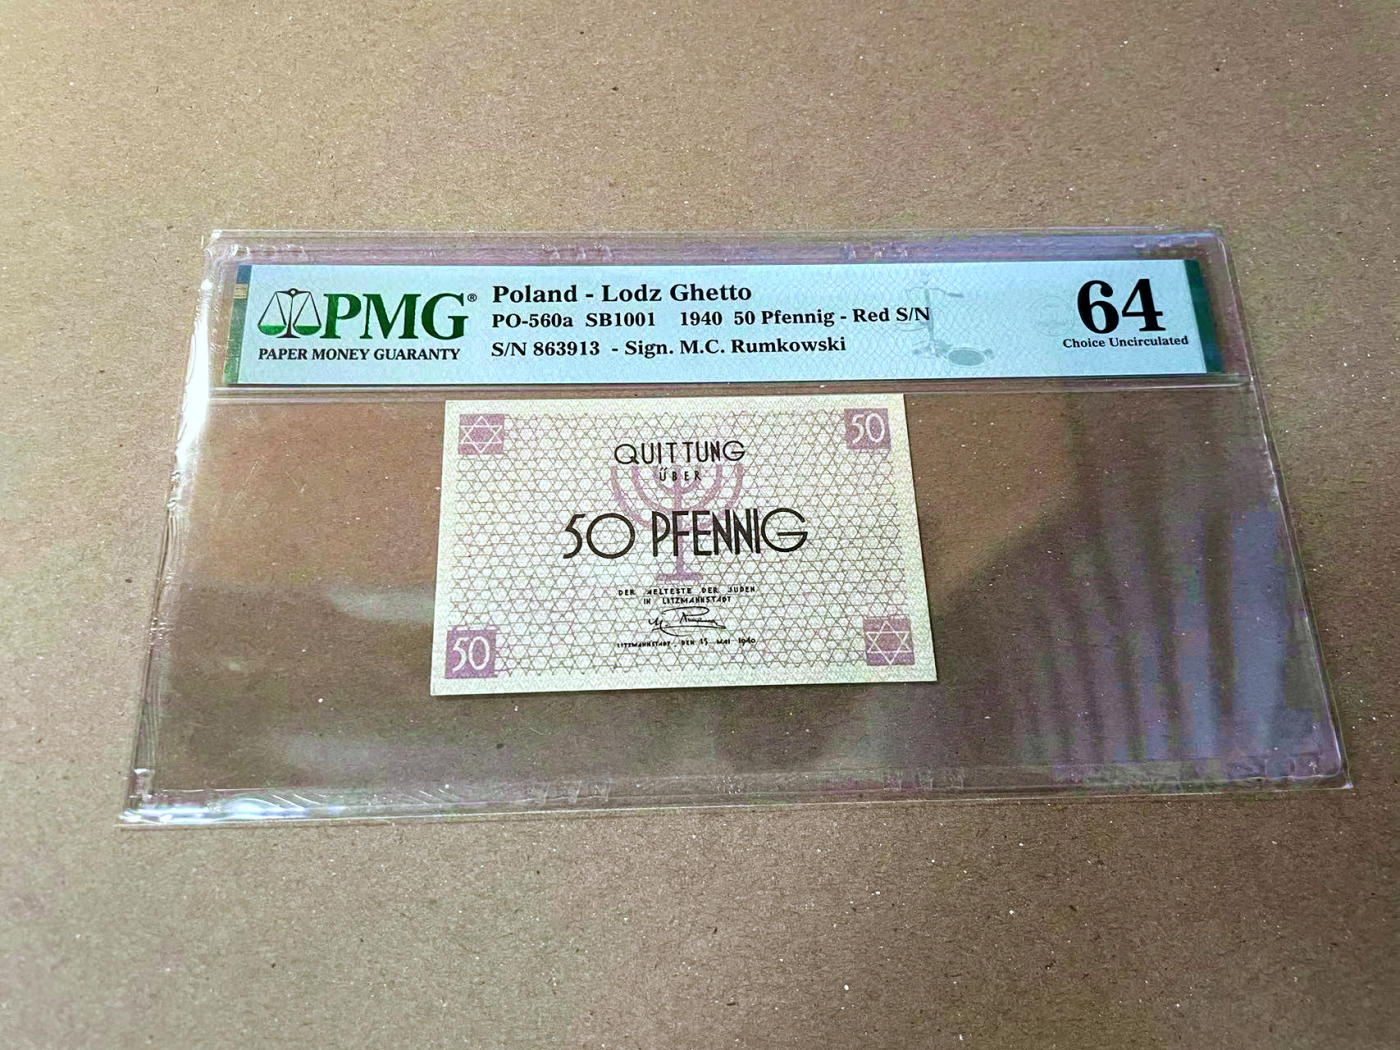 PMG®
PAPER MONEY GUARANTY
Poland - Lodz Ghetto
PO-560a SB1001 1940 50 Pfennig - Red S/N
S/N 863913 - Sign. M.C. Rumkowski
64
Choice Uncirculated
50
QUITTUNG
ÜBER
50 PFENNIG
DER AELTESTE DER JUDEN
IN LITZMANNSTADT
LITZMANNSTADT, DEN 15. MAI 1940
50